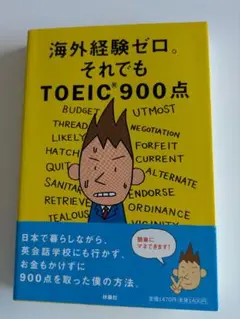 海外経験ゼロ。
それでも
TOEIC® 900点
BUDGET
UTMOST
THREAD
NEGOTIATION
LIKELY
FORFEIT
HATCH
CURRENT
QUIT
ALTERNATE
SANITAR
ENDORSE
RETRIEVE
ORDINANCE
JEALOUS
VICINITY
日本で暮らしながら、
英会話学校にも行かず、
お金もかけずに
900点を取った僕の方法。
簡単に
マネできます!
扶桑社